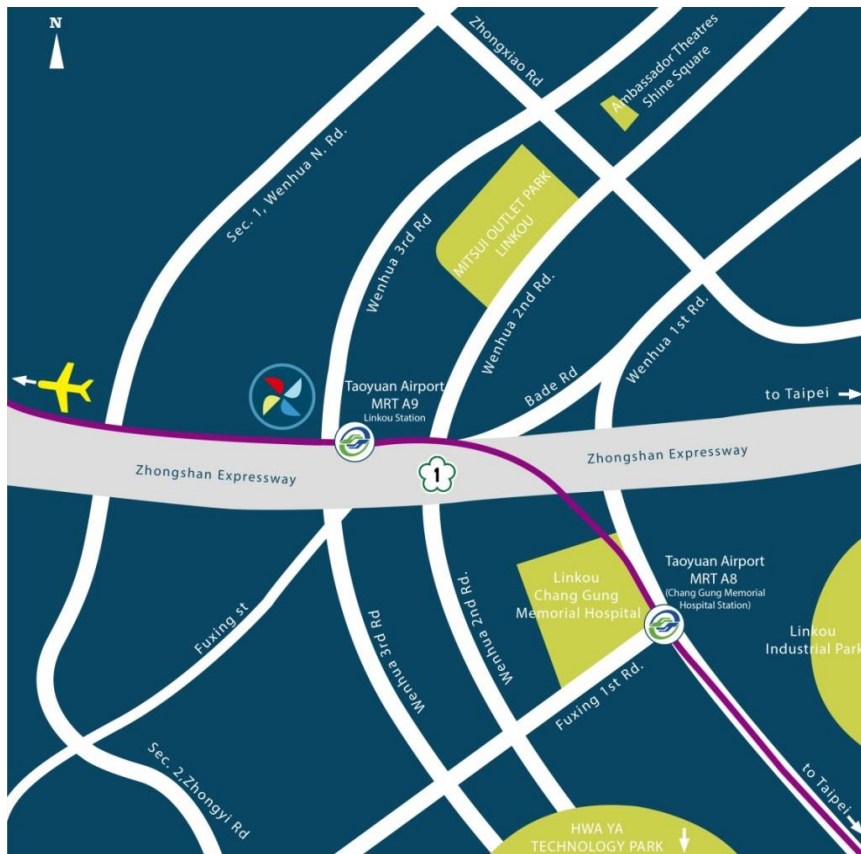 N
Zhongxiao Rd
Ambassador Theatres
Shine Square
Sec. 1, Wenhua N. Rd.
Wenhua 3rd Rd
MITSUI OUTLET PARK
LINKOU
Wenhua 2nd Rd.
Wenhua 1st Rd.
Bade Rd
Taoyuan Airport
MRT A9
Linkou Station
to Taipei
Zhongshan Expressway
1
Zhongshan Expressway
Taoyuan Airport
MRT A8
(Chang Gung Memorial
Hospital Station)
Linkou
Chang Gung
Memorial Hospital
Linkou
Industrial Park
Fuxing st
Wenhua 3rd Rd
Wenhua 2nd Rd.
Fuxing 1st Rd.
Sec. 2,Zhongyi Rd
to Taipei
HWA YA
TECHNOLOGY PARK